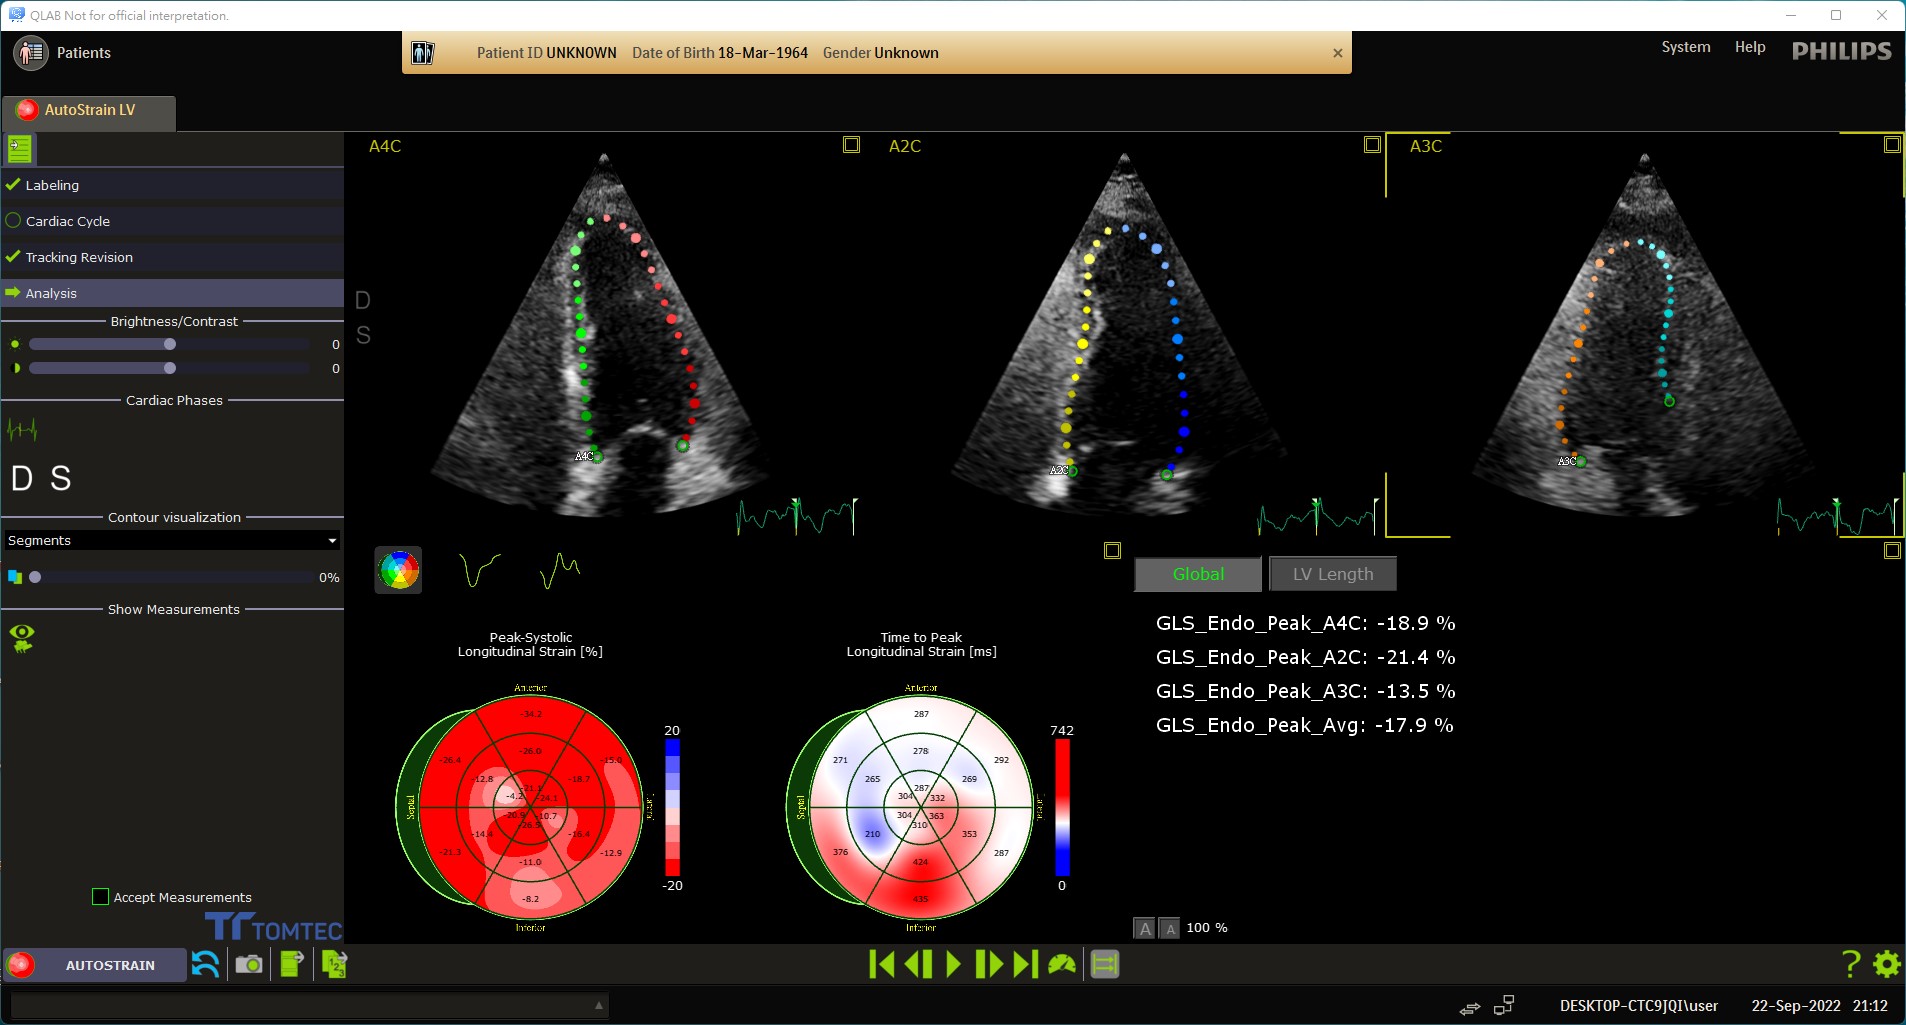 QLAB Not for official interpretation.
Patients
Patient ID UNKNOWN Date of Birth 18-Mar-1964 Gender Unknown
System Help PHILIPS
AutoStrain LV
Labeling
Cardiac Cycle
Tracking Revision
Analysis
Brightness/Contrast
0
0
Cardiac Phases
D S
Contour visualization
Segments
0%
Show Measurements
Accept Measurements
TOMTEC
A4C
D
S
A4C
A2C
A2C
A3C
A3C
Peak-Systolic
Longitudinal Strain [%]
Anterior
-34.2
-26.0
-26.4
-15.0
-12.8
-18.7
-21.1
-4.2
-24.1
Septal
-20.9
-10.7
-26.5
-14.4
-16.4
-21.3
-12.9
-11.0
-8.2
Inferior
20
-20
Time to Peak
Longitudinal Strain [ms]
Anterior
287
278
271
292
265
269
287
304
332
Septal
304
363
310
210
353
376
287
424
435
Inferior
742
0
Global
LV Length
GLS_Endo_Peak_A4C: -18.9 %
GLS_Endo_Peak_A2C: -21.4 %
GLS_Endo_Peak_A3C: -13.5 %
GLS_Endo_Peak_Avg: -17.9 %
A A 100 %
AUTOSTRAIN
123
?
DESKTOP-CTC9JQI\user 22-Sep-2022 21:12